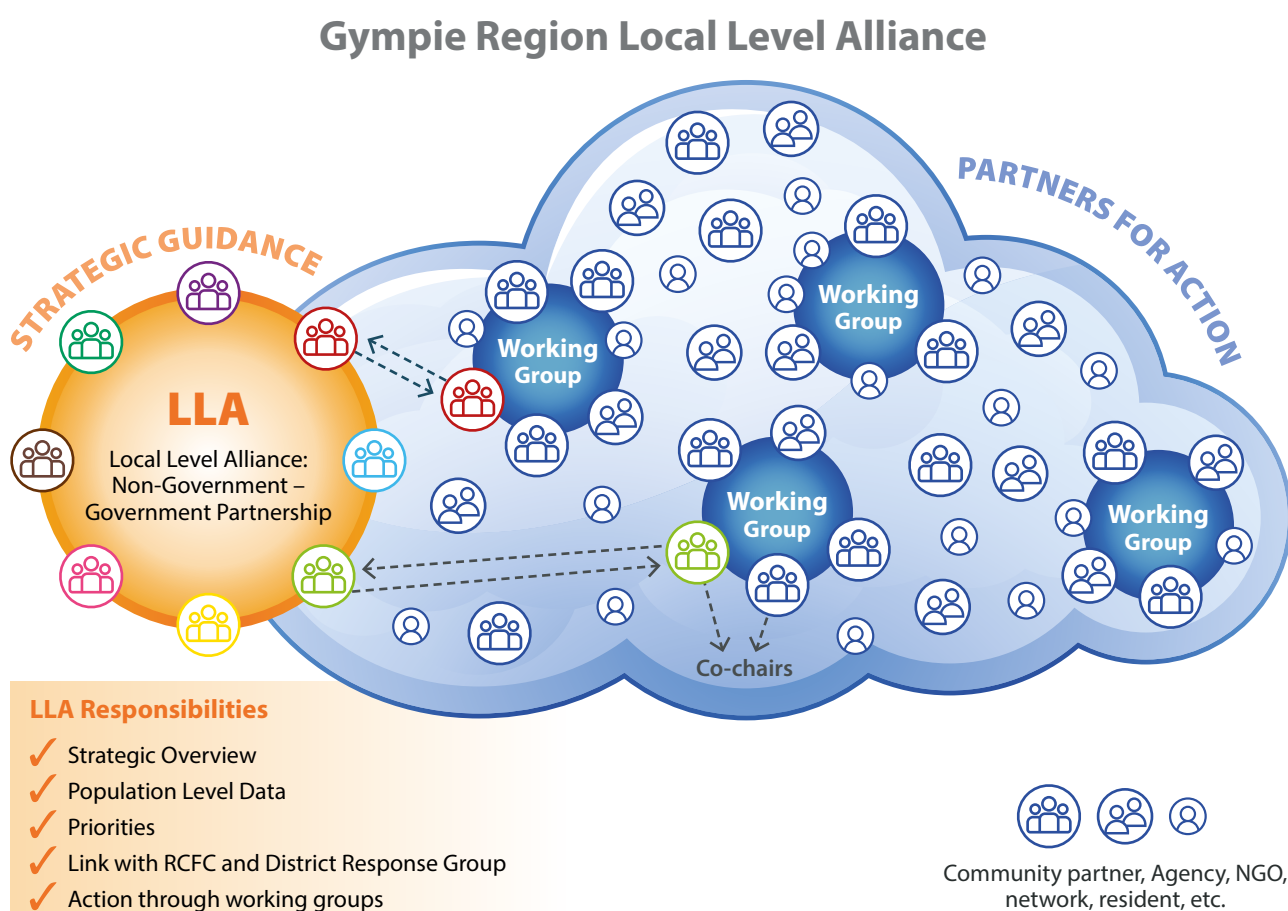 Gympie Region Local Level Alliance
STRATEGIC GUIDANCE
PARTNERS FOR ACTION
LLA
Local Level Alliance:
Non-Government –
Government Partnership
Working
Group
Working
Group
Working
Group
Working
Group
Co-chairs
LLA Responsibilities
Strategic Overview
Population Level Data
Priorities
Link with RCFC and District Response Group
Action through working groups
Community partner, Agency, NGO,
network, resident, etc.